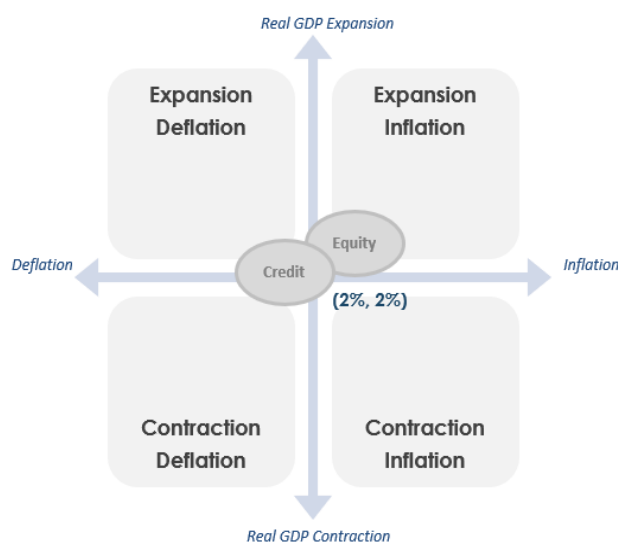 Real GDP Expansion
Expansion
Deflation
Expansion
Inflation
Equity
Deflation
Credit
Inflation
(2%, 2%)
Contraction
Deflation
Contraction
Inflation
Real GDP Contraction